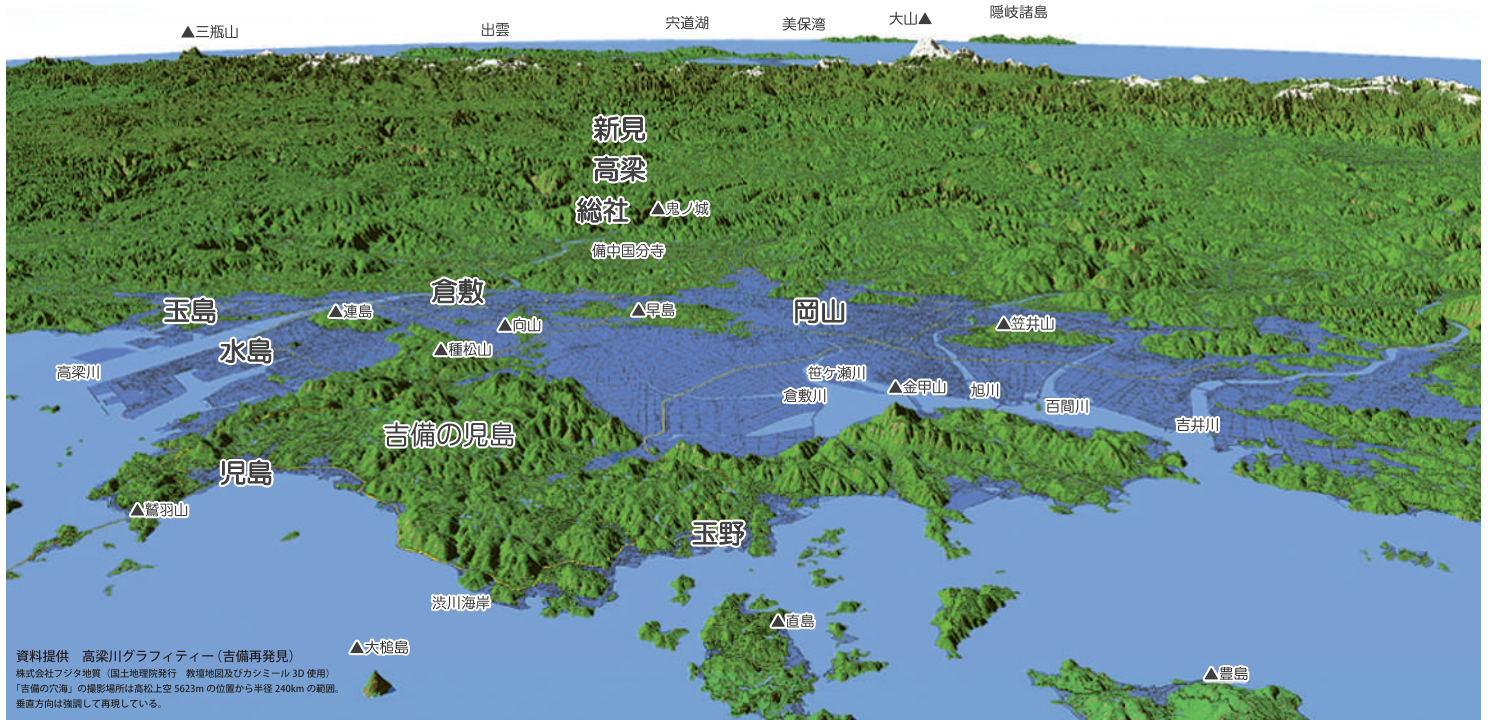 ▲三瓶山
出雲
宍道湖
美保湾
大山▲
隠岐諸島
新見
高梁
総社
▲鬼ノ城
備中国分寺
玉島
▲連島
倉敷
▲向山
▲早島
岡山
▲笠井山
水島
▲種松山
高梁川
笹ヶ瀬川
倉敷川
▲金甲山
旭川
百間川
吉井川
吉備の児島
児島
▲鷲羽山
玉野
渋川海岸
▲直島
▲大槌島
▲豊島
資料提供　高梁川グラフィティー（吉備再発見）
株式会社フジタ地質（国土地理院発行　数壇地図及びカシミール 3D 使用）
「吉備の穴海」の撮影場所は高松上空 5623m の位置から半径 240km の範囲。
垂直方向は強調して再現している。